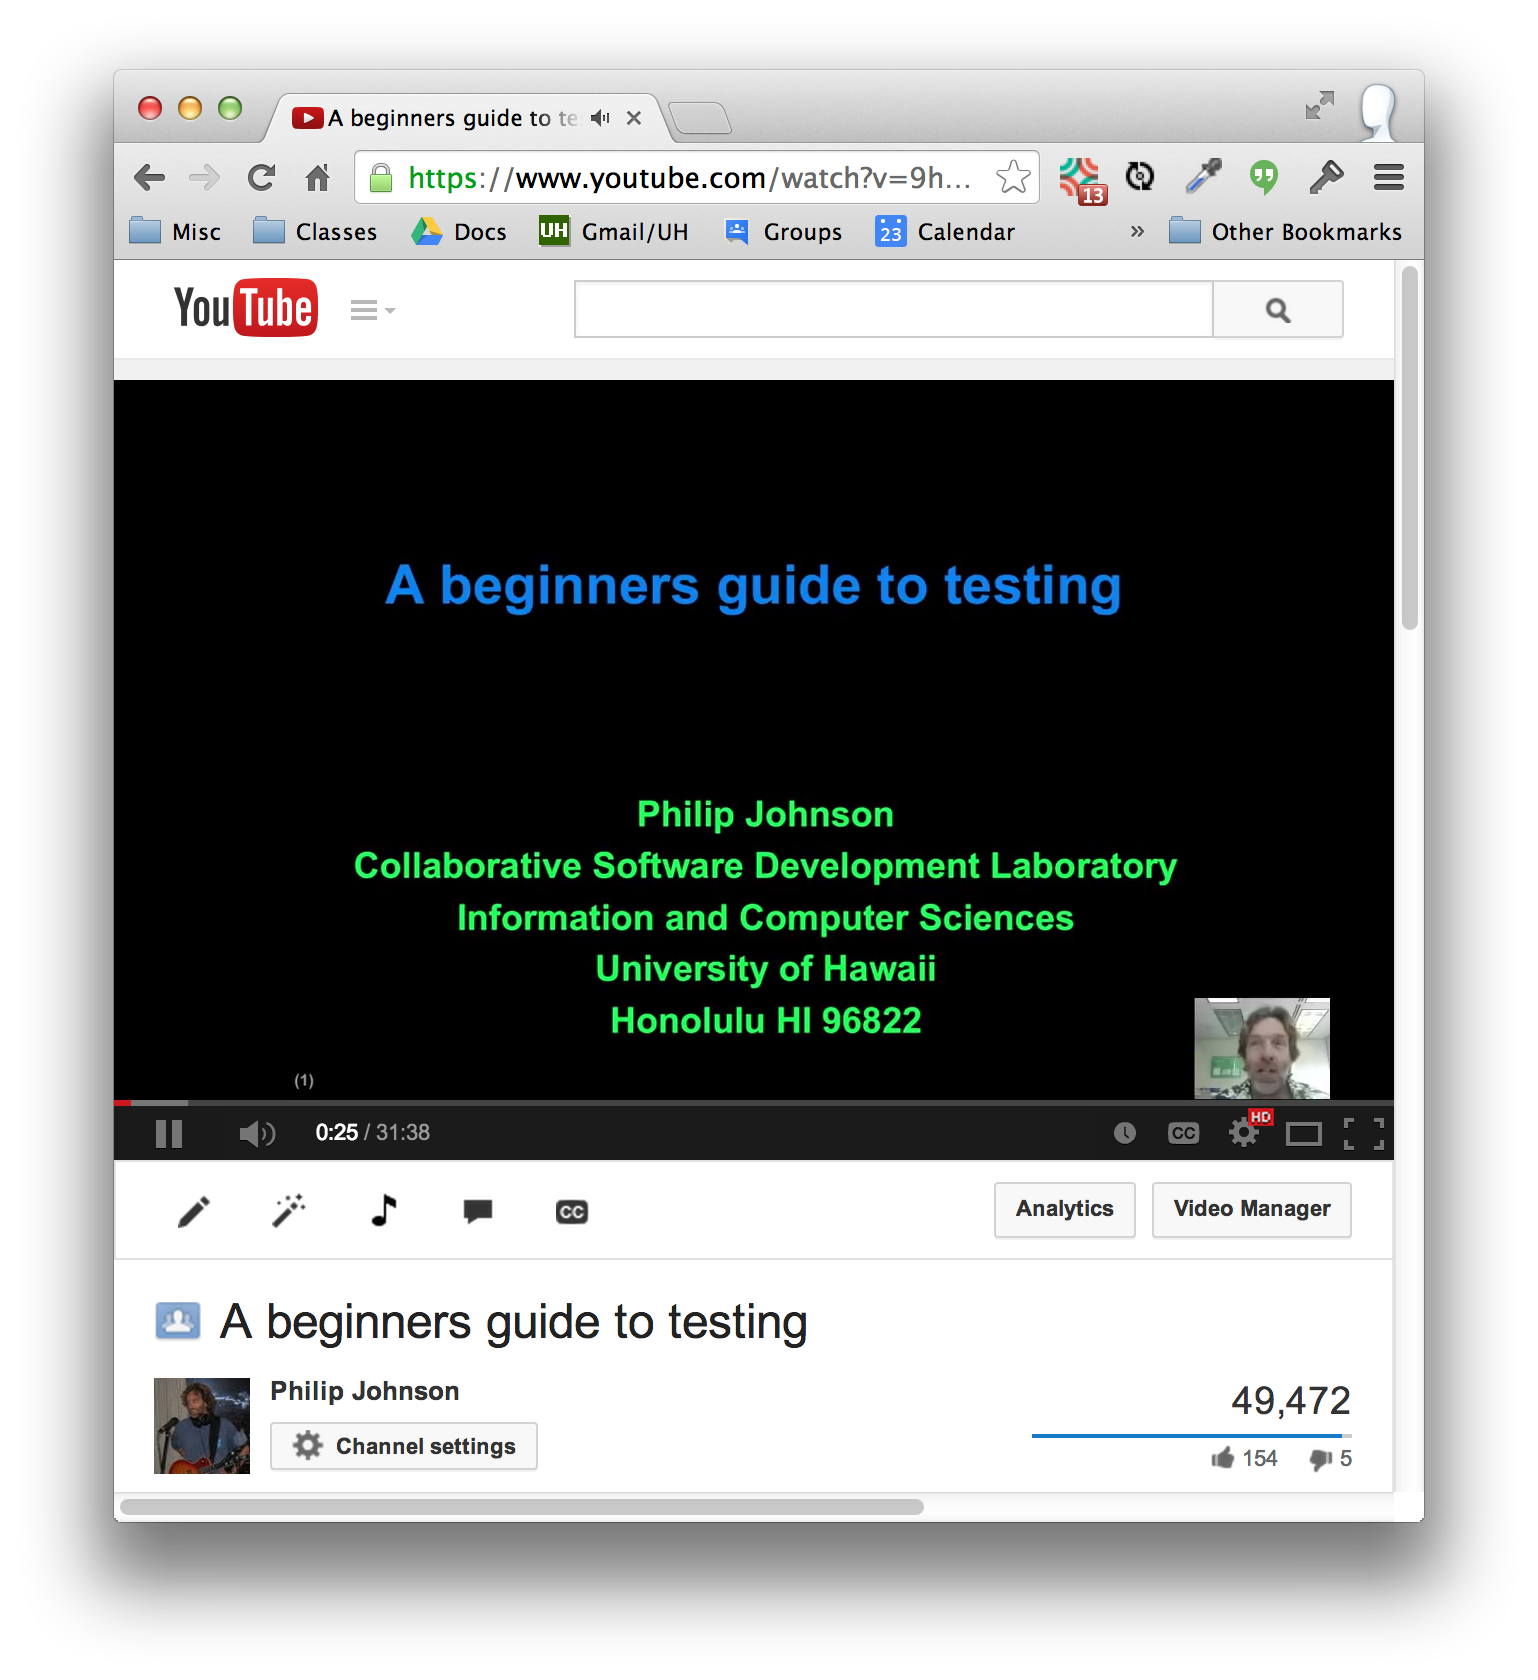 A beginners guide to te
https://www.youtube.com/watch?v=9h...
13
Misc
Classes
Docs
UH
Gmail/UH
Groups
23
Calendar
»
Other Bookmarks
YouTube
A beginners guide to testing
Philip Johnson
Collaborative Software Development Laboratory
Information and Computer Sciences
University of Hawaii
Honolulu HI 96822
(1)
0:25 / 31:38
CC
HD
CC
Analytics
Video Manager
A beginners guide to testing
Philip Johnson
Channel settings
49,472
154
5